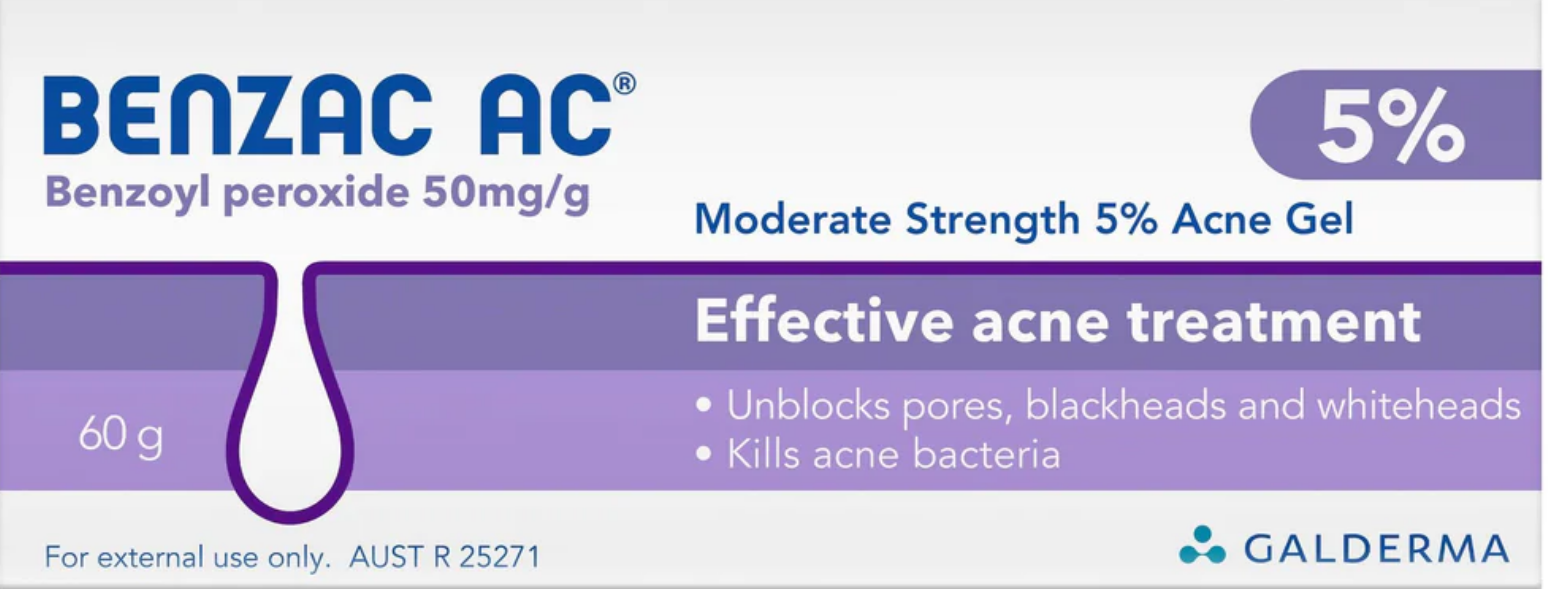 BENZAC AC®
Benzoyl peroxide 50mg/g
5%
Moderate Strength 5% Acne Gel
Effective acne treatment
• Unblocks pores, blackheads and whiteheads
• Kills acne bacteria
60 g
For external use only. AUST R 25271
GALDERMA